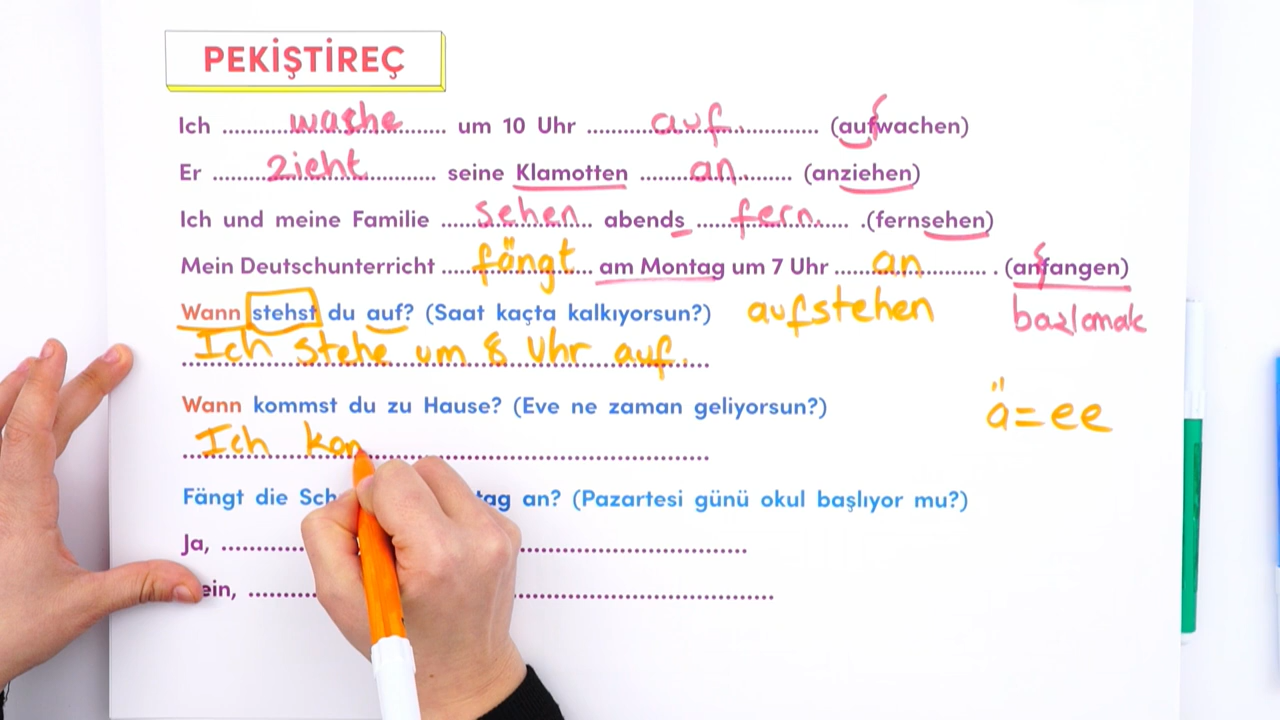 PEKİŞTİREÇ
Ich ........ washe ........ um 10 Uhr ........ auf ........ (aufwachen)
Er ........ zieht ........ seine Klamotten ........ an ........ (anziehen)
Ich und meine Familie ........ sehen ........ abends ........ fern ........ .(fernsehen)
Mein Deutschunterricht ........ fängt ........ am Montag um 7 Uhr ........ an ........ . (anfangen)
Wann stehst du auf? (Saat kaçta kalkıyorsun?) aufstehen
bazlamak
Ich stehe um 8 Uhr auf.
Wann kommst du zu Hause? (Eve ne zaman geliyorsun?)
ä=ee
Ich kom
Fängt die Sch tag an? (Pazartesi günü okul başlıyor mu?)
Ja, ........
ein, ........